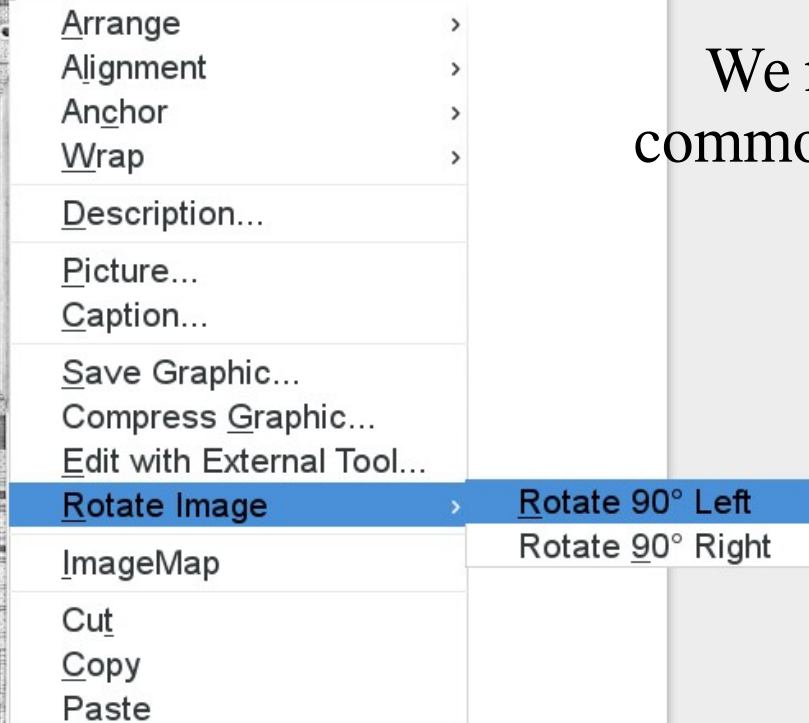 Arrange
Alignment
Anchor
Wrap
Description...
Picture...
Caption...
Save Graphic...
Compress Graphic...
Edit with External Tool...
Rotate Image
Rotate 90° Left
Rotate 90° Right
ImageMap
Cut
Copy
Paste
We